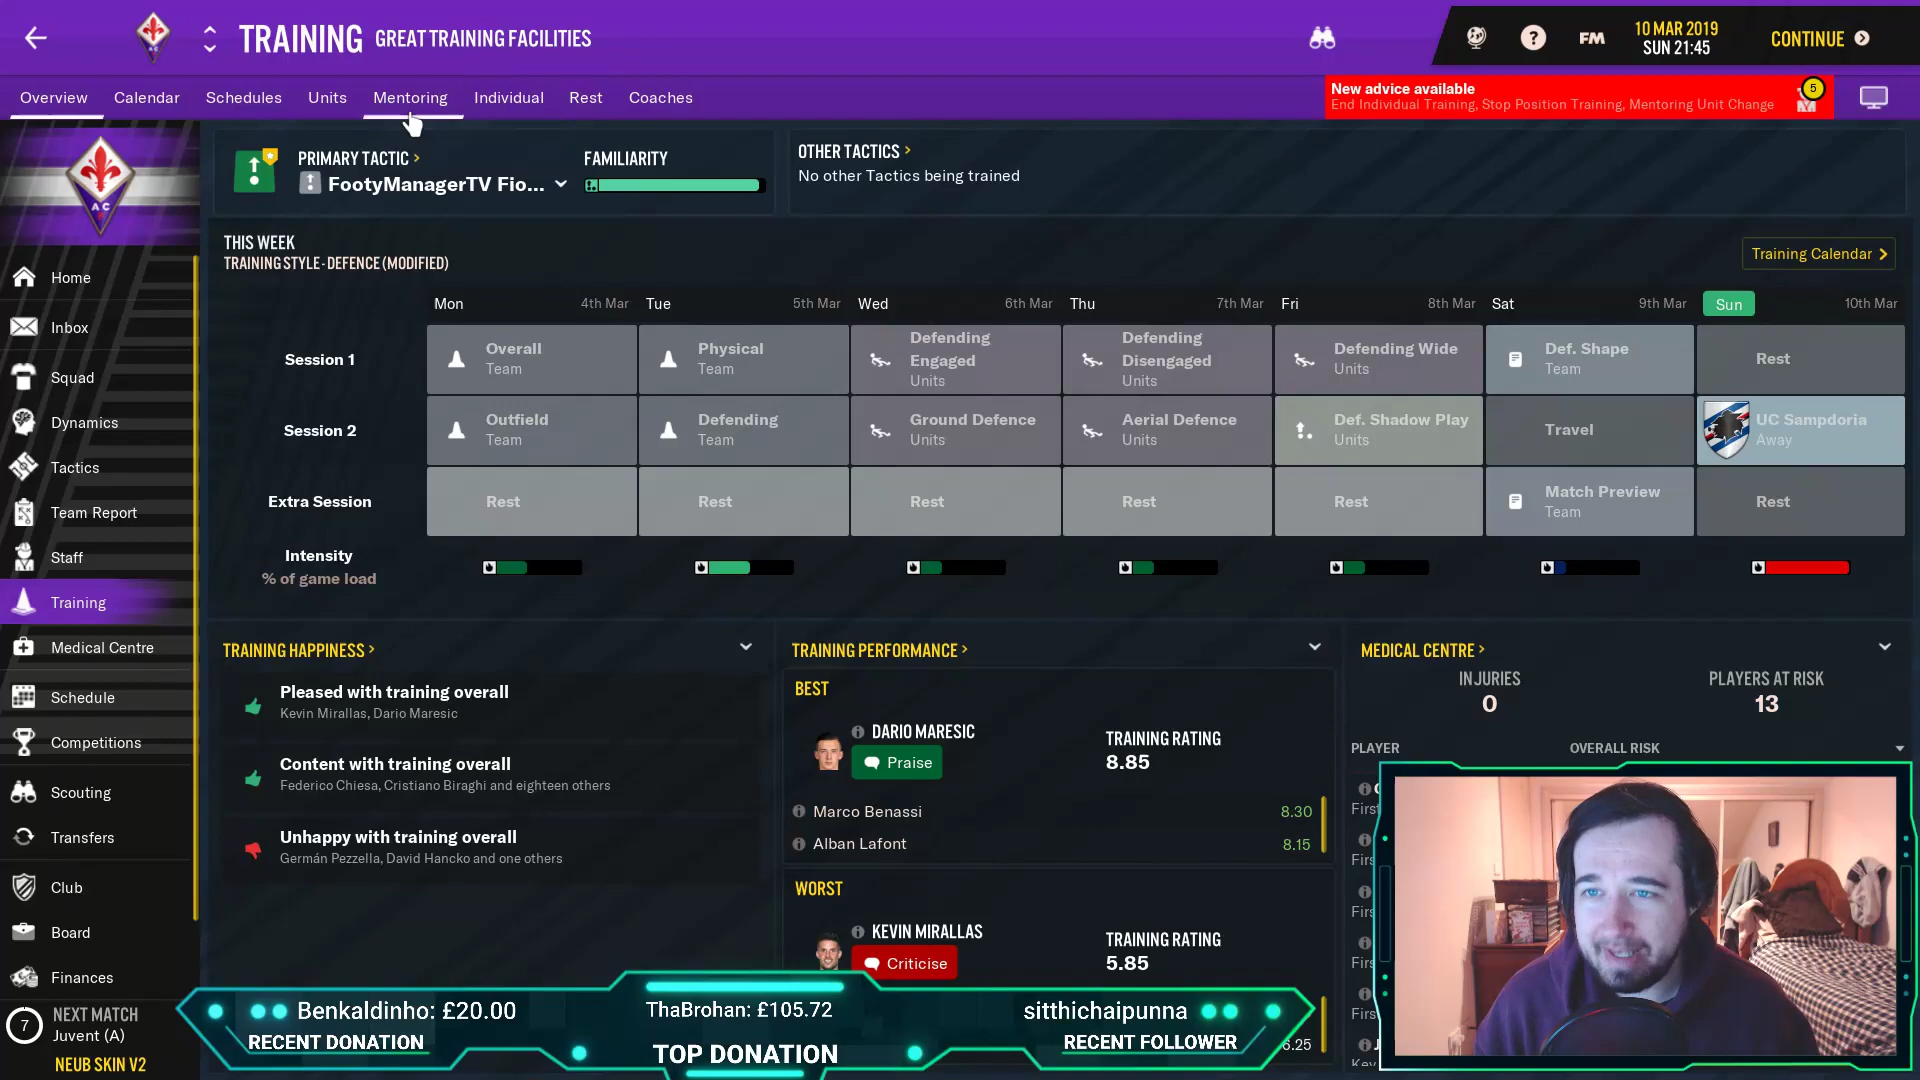 TRAINING GREAT TRAINING FACILITIES
FM
10 MAR 2019
SUN 21:45
CONTINUE
Overview Calendar Schedules Units Mentoring Individual Rest Coaches
New advice available
End Individual Training, Stop Position Training, Mentoring Unit Change
5
PRIMARY TACTIC
FootyManagerTV Fio...
FAMILIARITY
OTHER TACTICS
No other Tactics being trained
THIS WEEK
TRAINING STYLE - DEFENCE (MODIFIED)
Training Calendar
Mon 4th Mar Tue 5th Mar Wed 6th Mar Thu 7th Mar Fri 8th Mar Sat 9th Mar Sun 10th Mar
Session 1
Overall
Team
Physical
Team
Defending
Engaged
Units
Defending
Disengaged
Units
Defending Wide
Units
Def. Shape
Team
Rest
Session 2
Outfield
Team
Defending
Team
Ground Defence
Units
Aerial Defence
Units
Def. Shadow Play
Units
Travel
UC Sampdoria
Away
Extra Session
Rest
Rest
Rest
Rest
Rest
Match Preview
Team
Rest
Intensity
% of game load
Home
Inbox
Squad
Dynamics
Tactics
Team Report
Staff
Training
Medical Centre
Schedule
Competitions
Scouting
Transfers
Club
Board
Finances
7
NEXT MATCH
Juvent (A)
NEUB SKIN V2
TRAINING HAPPINESS
Pleased with training overall
Kevin Mirallas, Dario Maresic
Content with training overall
Federico Chiesa, Cristiano Biraghi and eighteen others
Unhappy with training overall
Germán Pezzella, David Hancko and one others
TRAINING PERFORMANCE
BEST
DARIO MARESIC
Praise
TRAINING RATING
8.85
Marco Benassi 8.30
Alban Lafont 8.15
WORST
KEVIN MIRALLAS
Criticise
TRAINING RATING
5.85
6.25
MEDICAL CENTRE
INJURIES
0
PLAYERS AT RISK
13
PLAYER OVERALL RISK
Benkaldinho: £20.00
RECENT DONATION
ThaBrohan: £105.72
TOP DONATION
sitthichaipunna
RECENT FOLLOWER